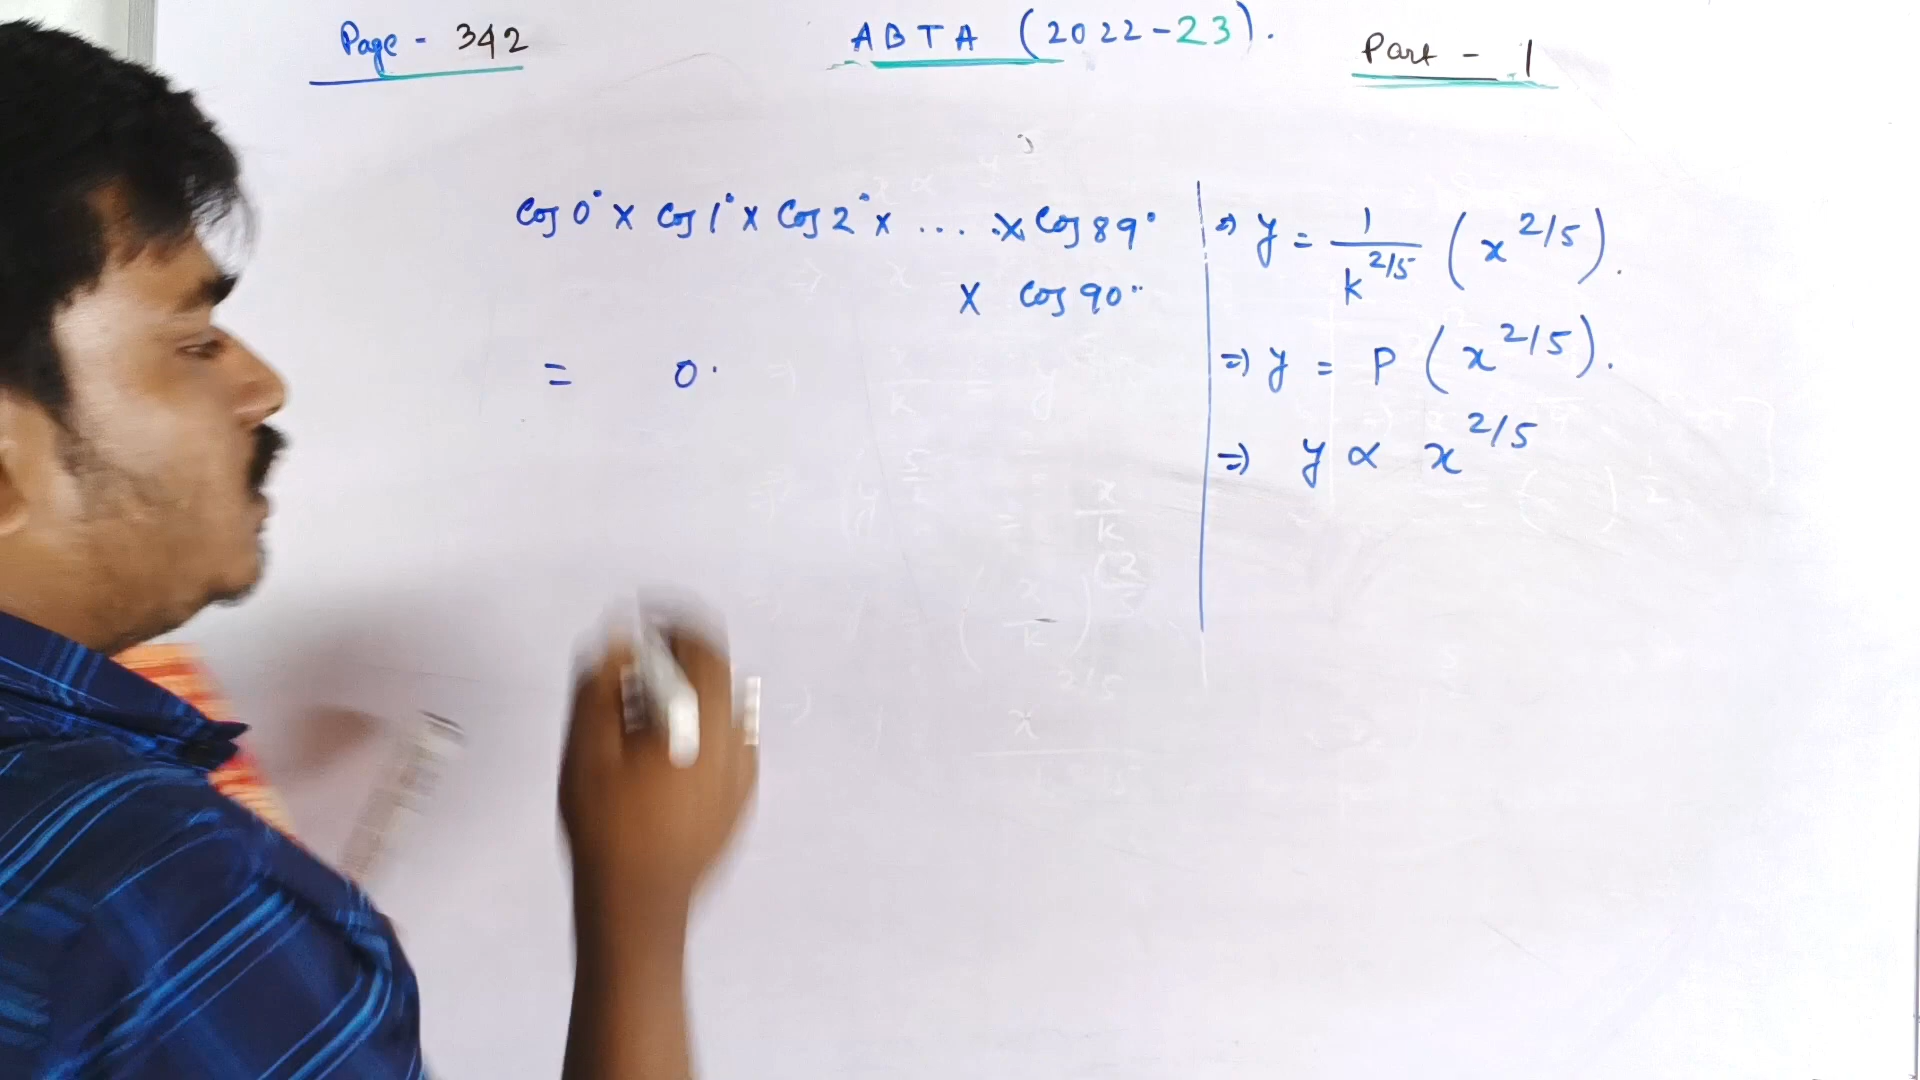 Page - 342
ABTA (2022-23).
Part - 1
Cos 0° × Cos 1° × Cos 2° × .... × Cos 89°
× Cos 90°
= 0.
⇒ y = 1/k^2/5 (x^2/5).
⇒ y = P (x^2/5).
⇒ y ∝ x^2/5